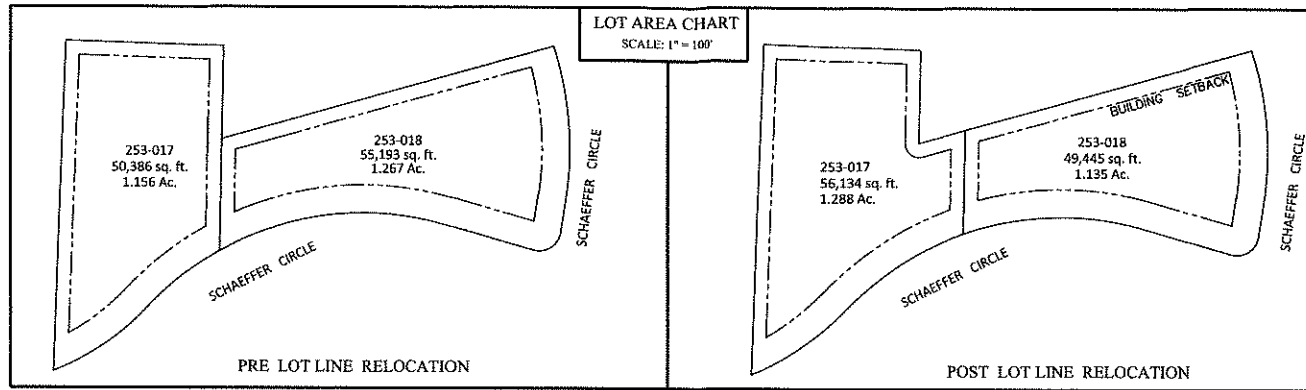 LOT AREA CHART
SCALE: 1" = 100'
253-017
50,386 sq. ft.
1.156 Ac.
253-018
55,193 sq. ft.
1.267 Ac.
SCHAEFFER CIRCLE
SCHAEFFER CIRCLE
PRE LOT LINE RELOCATION
BUILDING SETBACK
253-018
49,445 sq. ft.
1.135 Ac.
253-017
56,134 sq. ft.
1.288 Ac.
SCHAEFFER CIRCLE
SCHAEFFER CIRCLE
POST LOT LINE RELOCATION